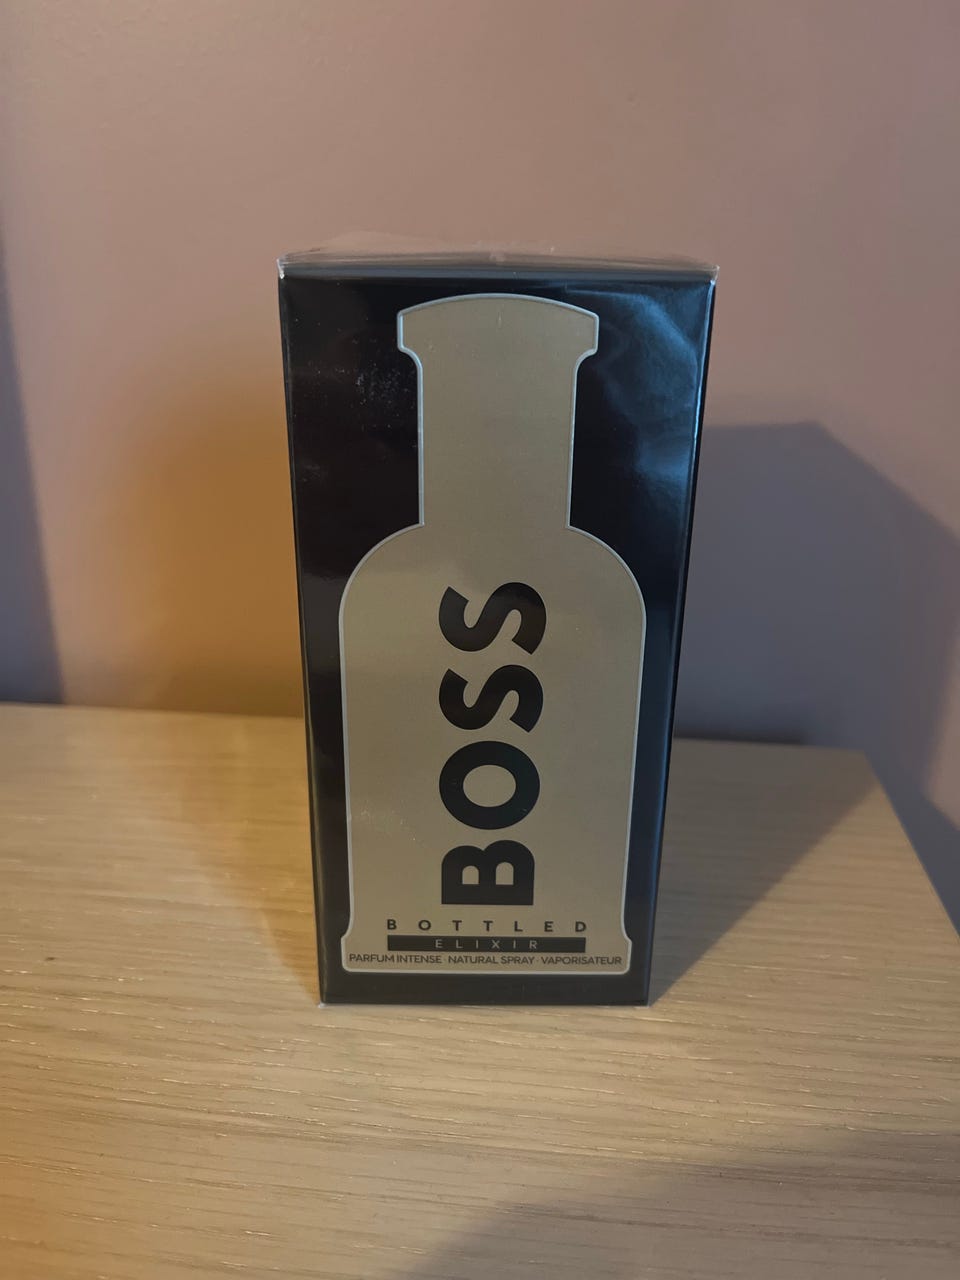 BOSS
BOTTLED
ELIXIR
PARFUM INTENSE · NATURAL SPRAY · VAPORISATEUR